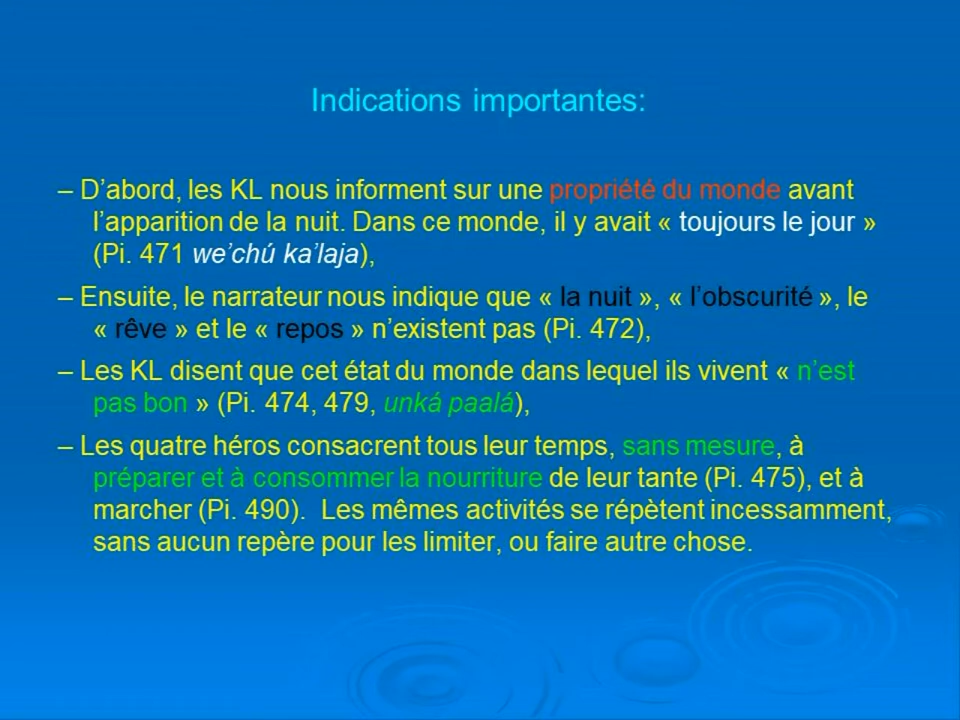 Indications importantes:
– D’abord, les KL nous informent sur une propriété du monde avant
l’apparition de la nuit. Dans ce monde, il y avait « toujours le jour »
(Pi. 471 we’chú ka’laja),
– Ensuite, le narrateur nous indique que « la nuit », « l’obscurité », le
« rêve » et le « repos » n’existent pas (Pi. 472),
– Les KL disent que cet état du monde dans lequel ils vivent « n’est
pas bon » (Pi. 474, 479, unká paalá),
– Les quatre héros consacrent tous leur temps, sans mesure, à
préparer et à consommer la nourriture de leur tante (Pi. 475), et à
marcher (Pi. 490).  Les mêmes activités se répètent incessamment,
sans aucun repère pour les limiter, ou faire autre chose.